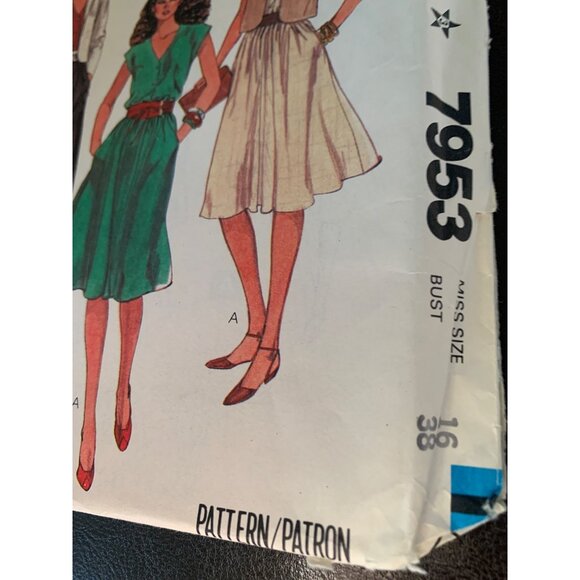 7953
MISS SIZE 16
BUST 38
A
A
PATTERN/PATRON